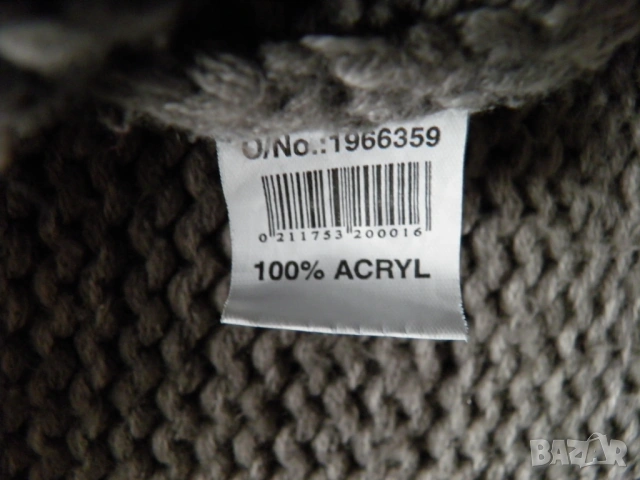 O/No.:1966359
0 211753 200016
100% ACRYL
BAZAR